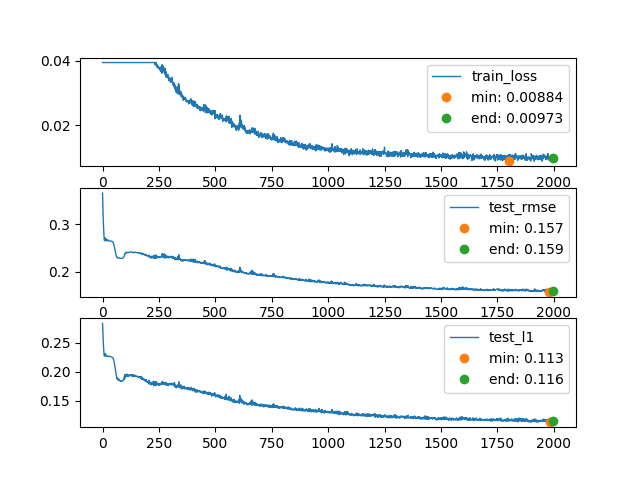 0.04
0.02
train_loss
min: 0.00884
end: 0.00973
0 250 500 750 1000 1250 1500 1750 2000
0.3
0.2
test_rmse
min: 0.157
end: 0.159
0 250 500 750 1000 1250 1500 1750 2000
0.25
0.20
0.15
test_l1
min: 0.113
end: 0.116
0 250 500 750 1000 1250 1500 1750 2000